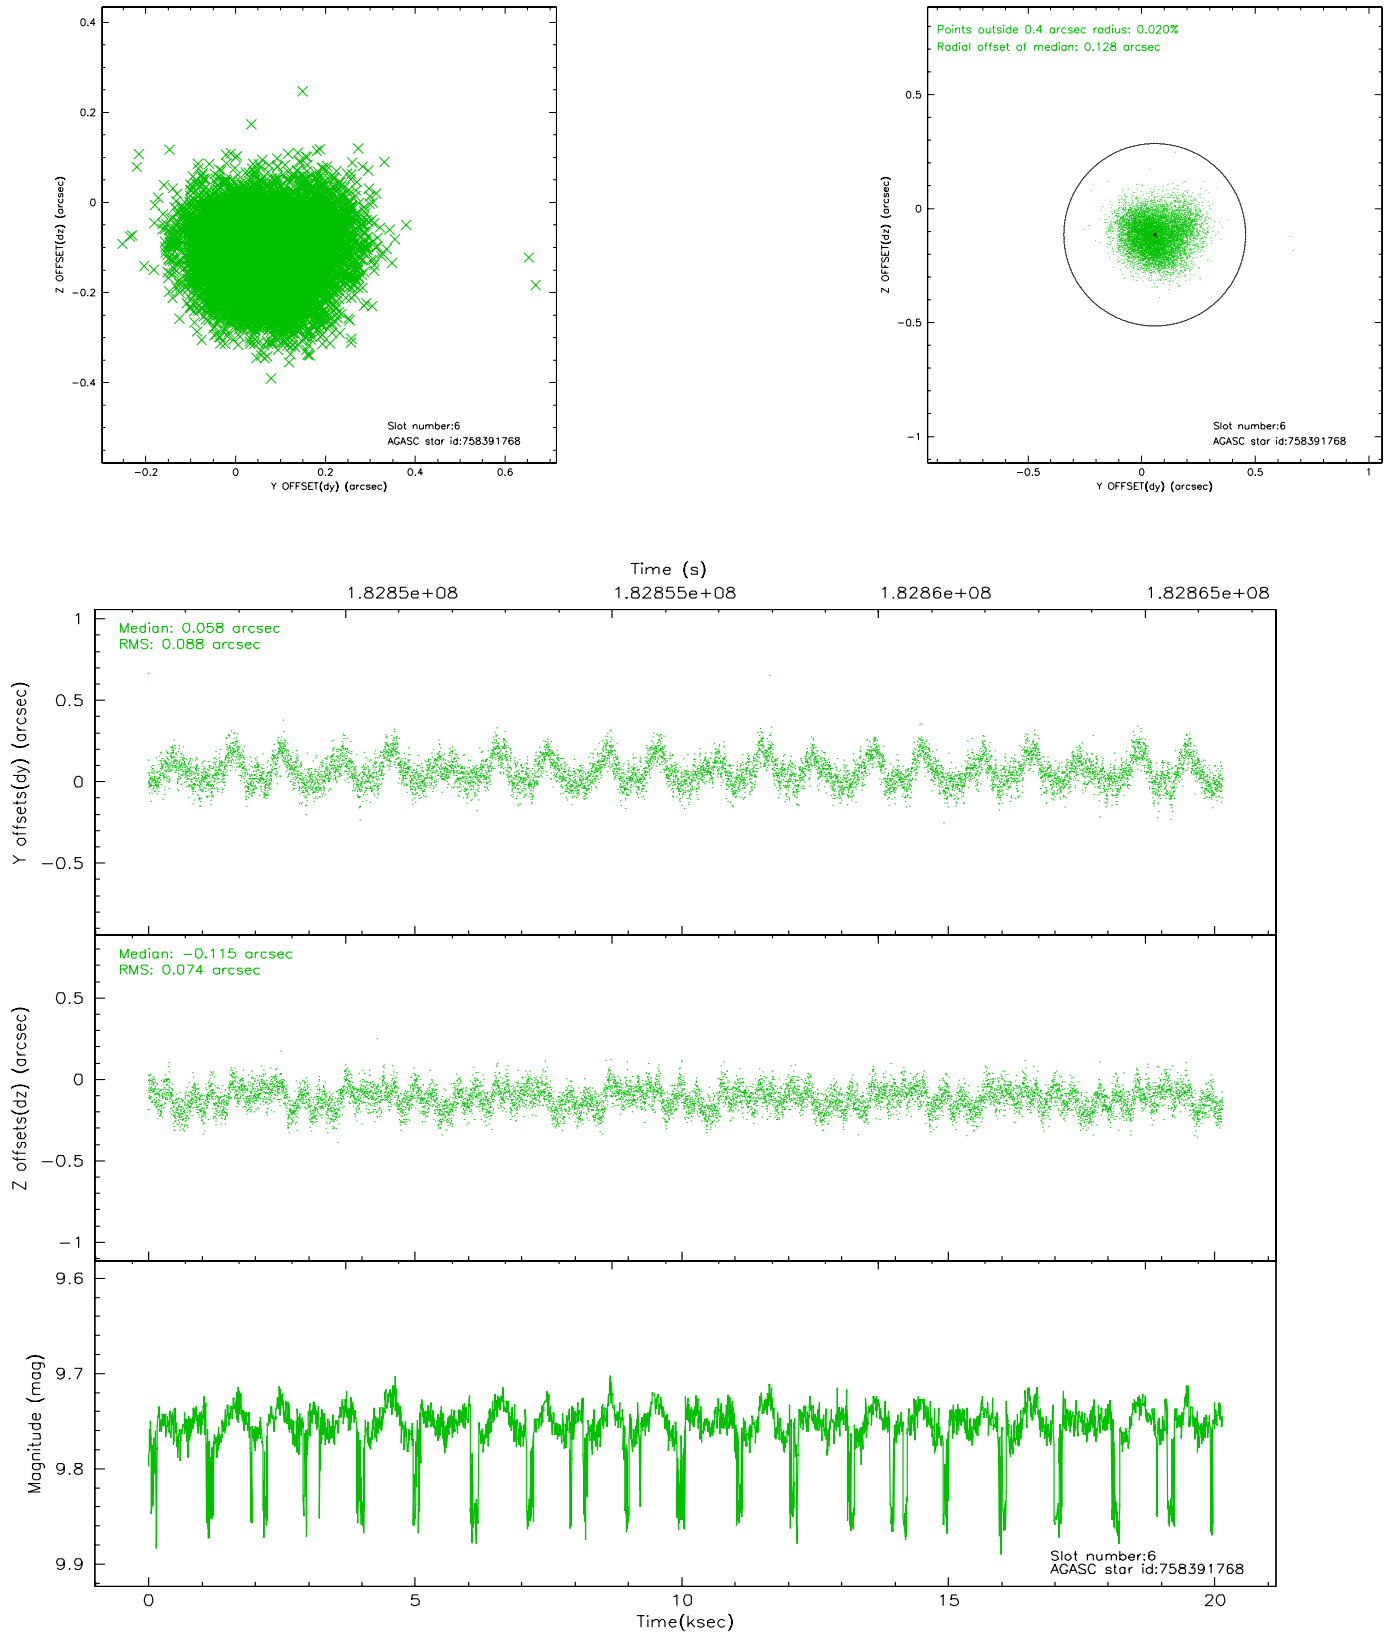 0.4
0.2
0
-0.2
-0.4
Z OFFSET(dz) (arcsec)
Slot number:6
AGASC star id:758391768
-0.2 0 0.2 0.4 0.6
Y OFFSET(dy) (arcsec)
Points outside 0.4 arcsec radius: 0.020%
Radial offset of median: 0.128 arcsec
0.5
0
-0.5
-1
Z OFFSET(dz) (arcsec)
Slot number:6
AGASC star id:758391768
-0.5 0 0.5 1
Y OFFSET(dy) (arcsec)
Time (s)
1.8285e+08 1.82855e+08 1.8286e+08 1.82865e+08
Median: 0.058 arcsec
RMS: 0.088 arcsec
1
0.5
0
-0.5
Y offsets(dy) (arcsec)
Median: -0.115 arcsec
RMS: 0.074 arcsec
0.5
0
-0.5
-1
Z offsets(dz) (arcsec)
9.6
9.7
9.8
9.9
Magnitude (mag)
Slot number:6
AGASC star id:758391768
0 5 10 15 20
Time(ksec)